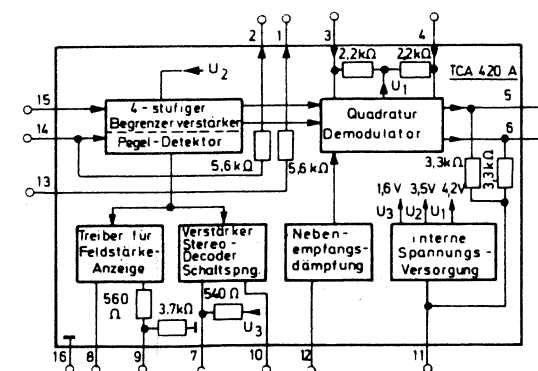 2 1 3 4
2,2kΩ 2,2kΩ
U2 TCA 420 A
U1
15 4-stufiger Quadratur 5
Begrenzerverstärker Demodulator
14 Pegel-Detektor 6
5,6kΩ 5,6kΩ 3,3kΩ 3,3kΩ
13 1,6V 3,5V 4,2V
U3 U2 U1
Treiber für Verstärker Neben- interne
Feldstärke- Stereo- empfangs- Spannungs-
Anzeige Decoder dämpfung Versorgung
Schaltspng.
560 540 Ω
Ω 3,7kΩ U3
16 8 9 7 10 12 11